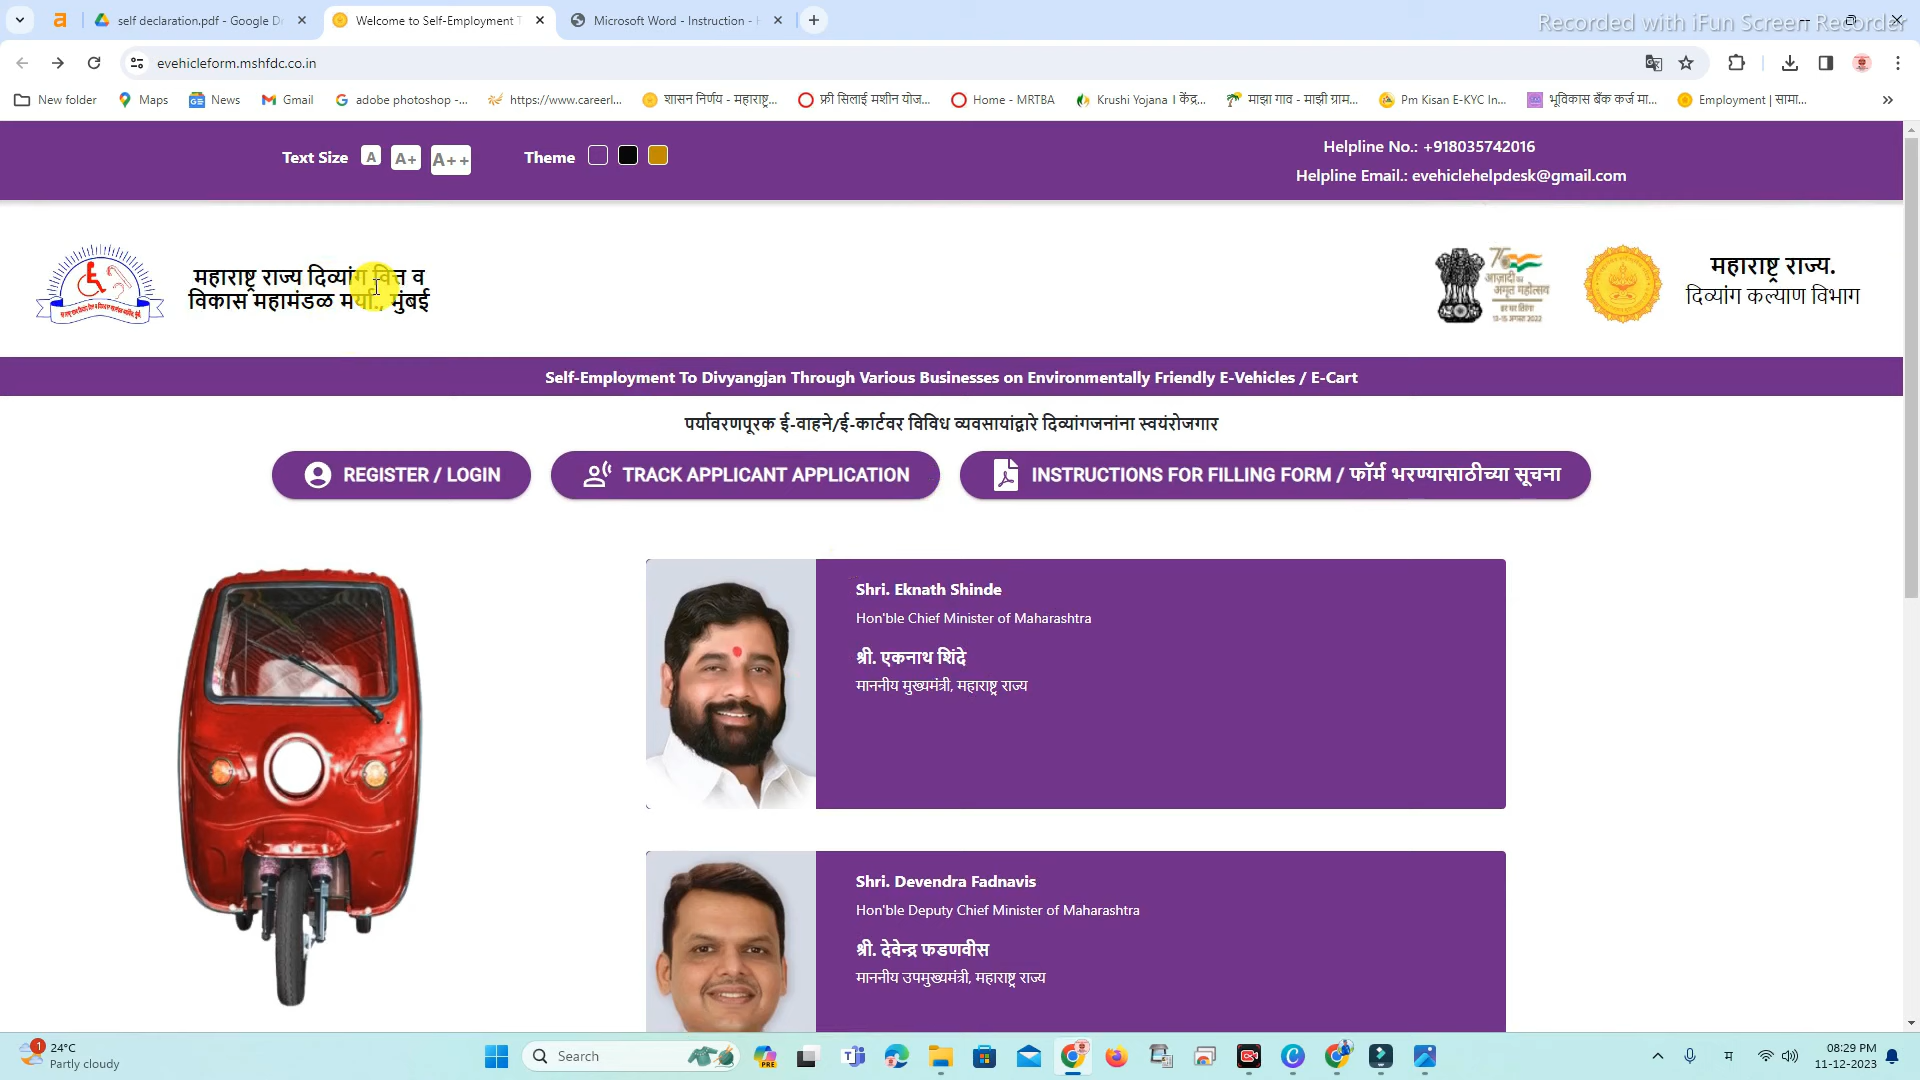 self declaration.pdf - Google D
Welcome to Self-Employment T
Microsoft Word - Instruction -
Recorded with iFun Screen Recorder
evehicleform.mshfdc.co.in
New folder
Maps
News
Gmail
adobe photoshop -...
https://www.careerl...
शासन निर्णय - महाराष्ट्र...
फ्री सिलाई मशीन योज...
Home - MRTBA
Krushi Yojana । केंद्...
माझा गाव - माझी ग्राम...
Pm Kisan E-KYC In...
भूविकास बँक कर्ज मा...
Employment | सामा...
Text Size A A+ A++
Theme
Helpline No.: +918035742016
Helpline Email.: evehiclehelpdesk@gmail.com
महाराष्ट्र राज्य दिव्यांग वित्त व
विकास महामंडळ मर्या., मुंबई
आज़ादी का
अमृत महोत्सव
महाराष्ट्र राज्य.
दिव्यांग कल्याण विभाग
Self-Employment To Divyangjan Through Various Businesses on Environmentally Friendly E-Vehicles / E-Cart
पर्यावरणपूरक ई-वाहने/ई-कार्टवर विविध व्यवसायांद्वारे दिव्यांगजनांना स्वयंरोजगार
REGISTER / LOGIN
TRACK APPLICANT APPLICATION
INSTRUCTIONS FOR FILLING FORM / फॉर्म भरण्यासाठीच्या सूचना
Shri. Eknath Shinde
Hon'ble Chief Minister of Maharashtra
श्री. एकनाथ शिंदे
माननीय मुख्यमंत्री, महाराष्ट्र राज्य
Shri. Devendra Fadnavis
Hon'ble Deputy Chief Minister of Maharashtra
श्री. देवेन्द्र फडणवीस
माननीय उपमुख्यमंत्री, महाराष्ट्र राज्य
1
24°C
Partly cloudy
Search
PRE
म
08:29 PM
11-12-2023